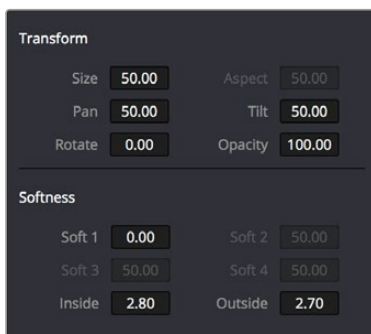 Transform
Size 50.00 Aspect 50.00
Pan 50.00 Tilt 50.00
Rotate 0.00 Opacity 100.00
Softness
Soft 1 0.00 Soft 2 50.00
Soft 3 50.00 Soft 4 50.00
Inside 2.80 Outside 2.70